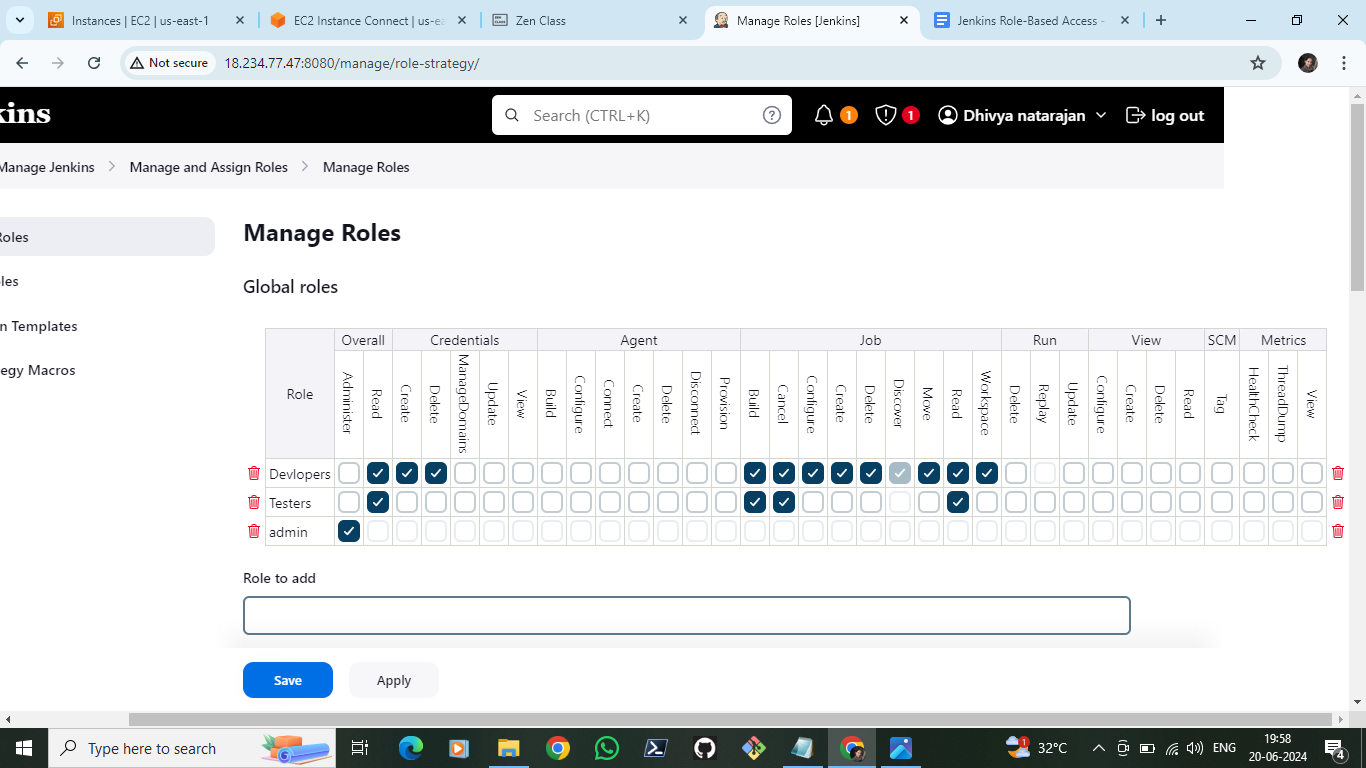 Instances | EC2 | us-east-1
EC2 Instance Connect | us-ea
Zen Class
Manage Roles [Jenkins]
Jenkins Role-Based Access -
Not secure
18.234.77.47:8080/manage/role-strategy/
kins
Search (CTRL+K)
?
1
1
Dhivya natarajan
log out
Manage Jenkins
Manage and Assign Roles
Manage Roles
Roles
les
n Templates
egy Macros
Manage Roles
Global roles
Role
Overall
Credentials
Agent
Job
Run
View
SCM
Metrics
Administer
Read
Create
Delete
ManageDomains
Update
View
Build
Configure
Connect
Create
Delete
Disconnect
Provision
Build
Cancel
Configure
Create
Delete
Discover
Move
Read
Workspace
Delete
Replay
Update
Configure
Create
Delete
Read
Tag
HealthCheck
ThreadDump
View
Devlopers
Testers
admin
Role to add
Save
Apply
Type here to search
1
32°C
ENG
19:58
20-06-2024
4